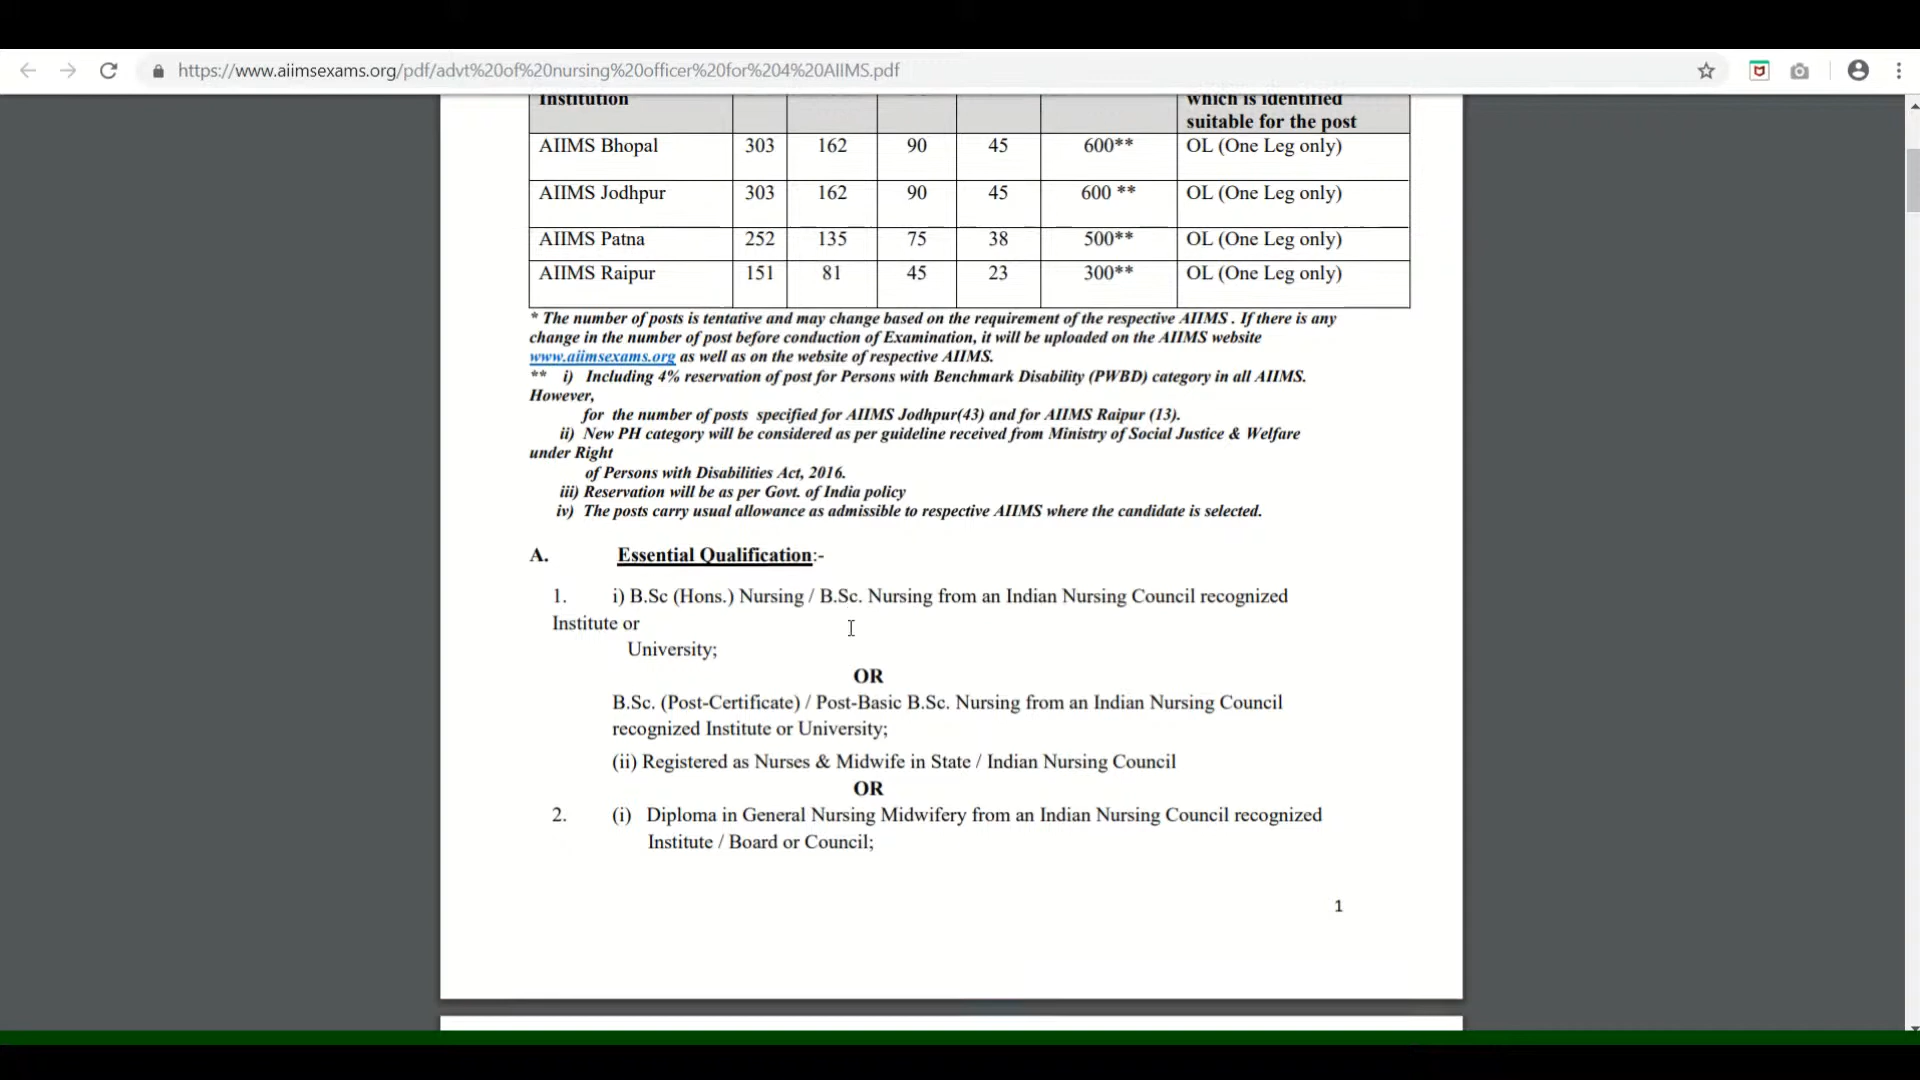 https://www.aiimsexams.org/pdf/advt%20of%20nursing%20officer%20for%204%20AIIMS.pdf
Institution which is identified
suitable for the post
AIIMS Bhopal 303 162 90 45 600** OL (One Leg only)
AIIMS Jodhpur 303 162 90 45 600 ** OL (One Leg only)
AIIMS Patna 252 135 75 38 500** OL (One Leg only)
AIIMS Raipur 151 81 45 23 300** OL (One Leg only)
* The number of posts is tentative and may change based on the requirement of the respective AIIMS . If there is any
change in the number of post before conduction of Examination, it will be uploaded on the AIIMS website
www.aiimsexams.org as well as on the website of respective AIIMS.
** i) Including 4% reservation of post for Persons with Benchmark Disability (PWBD) category in all AIIMS.
However,
for the number of posts specified for AIIMS Jodhpur(43) and for AIIMS Raipur (13).
ii) New PH category will be considered as per guideline received from Ministry of Social Justice & Welfare
under Right
of Persons with Disabilities Act, 2016.
iii) Reservation will be as per Govt. of India policy
iv) The posts carry usual allowance as admissible to respective AIIMS where the candidate is selected.
A. Essential Qualification:-
1. i) B.Sc (Hons.) Nursing / B.Sc. Nursing from an Indian Nursing Council recognized
Institute or
University;
OR
B.Sc. (Post-Certificate) / Post-Basic B.Sc. Nursing from an Indian Nursing Council
recognized Institute or University;
(ii) Registered as Nurses & Midwife in State / Indian Nursing Council
OR
2. (i) Diploma in General Nursing Midwifery from an Indian Nursing Council recognized
Institute / Board or Council;
1